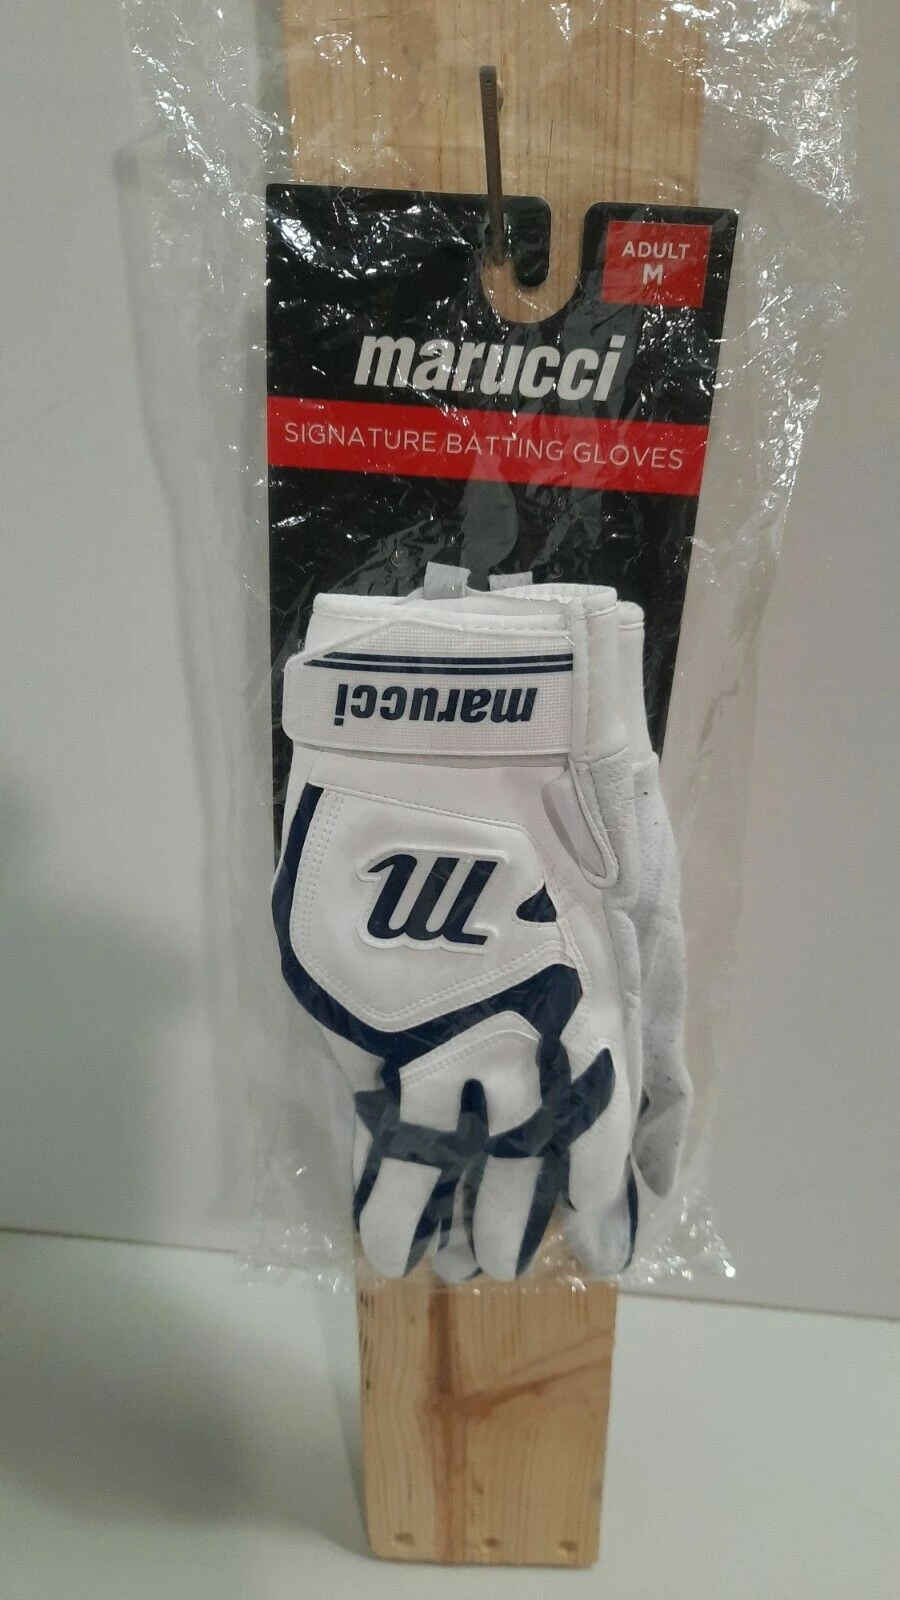 ADULT
M
marucci
SIGNATURE BATTING GLOVES
marucci
m